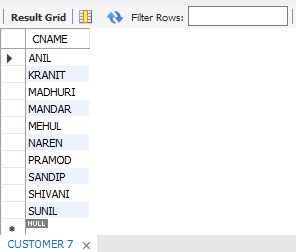 Result Grid Filter Rows:
CNAME
ANIL
KRANIT
MADHURI
MANDAR
MEHUL
NAREN
PRAMOD
SANDIP
SHIVANI
SUNIL
NULL
CUSTOMER 7